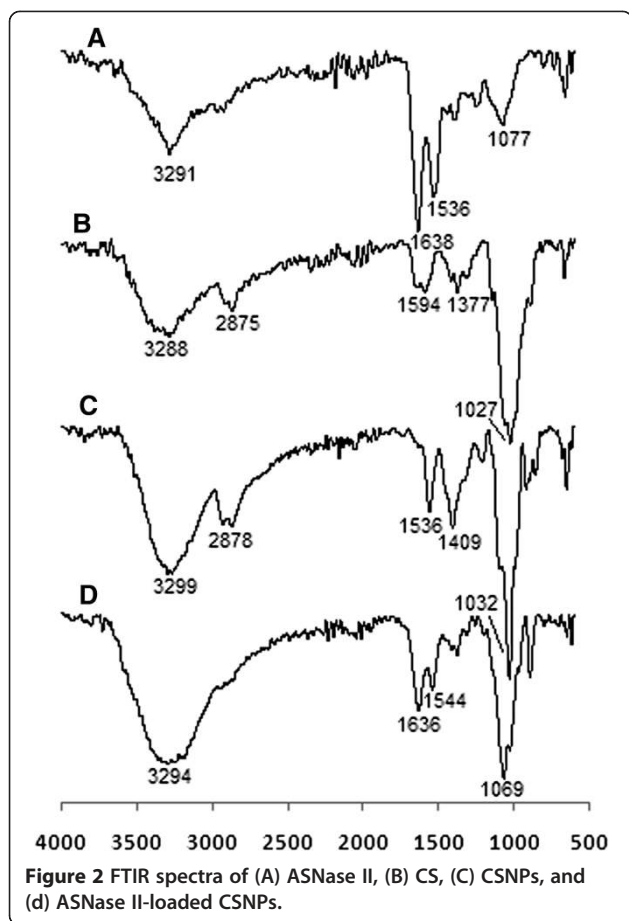 A
3291
1638
1536
1077
B
3288
2875
1594
1377
1027
C
3299
2878
1536
1409
1032
D
3294
1636
1544
1069
4000 3500 3000 2500 2000 1500 1000 500
Figure 2 FTIR spectra of (A) ASNase II, (B) CS, (C) CSNPs, and
(d) ASNase II-loaded CSNPs.